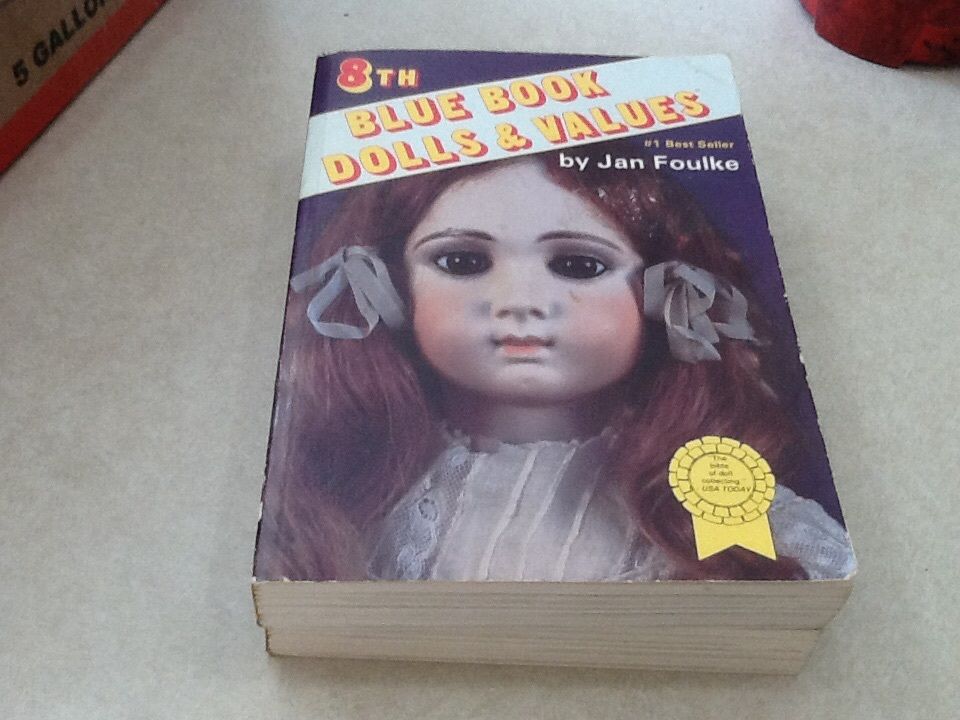 5 GALLO
8TH
BLUE BOOK
DOLLS & VALUES
#1 Best Seller
by Jan Foulke
The
bible
of doll
collecting
USA TODAY